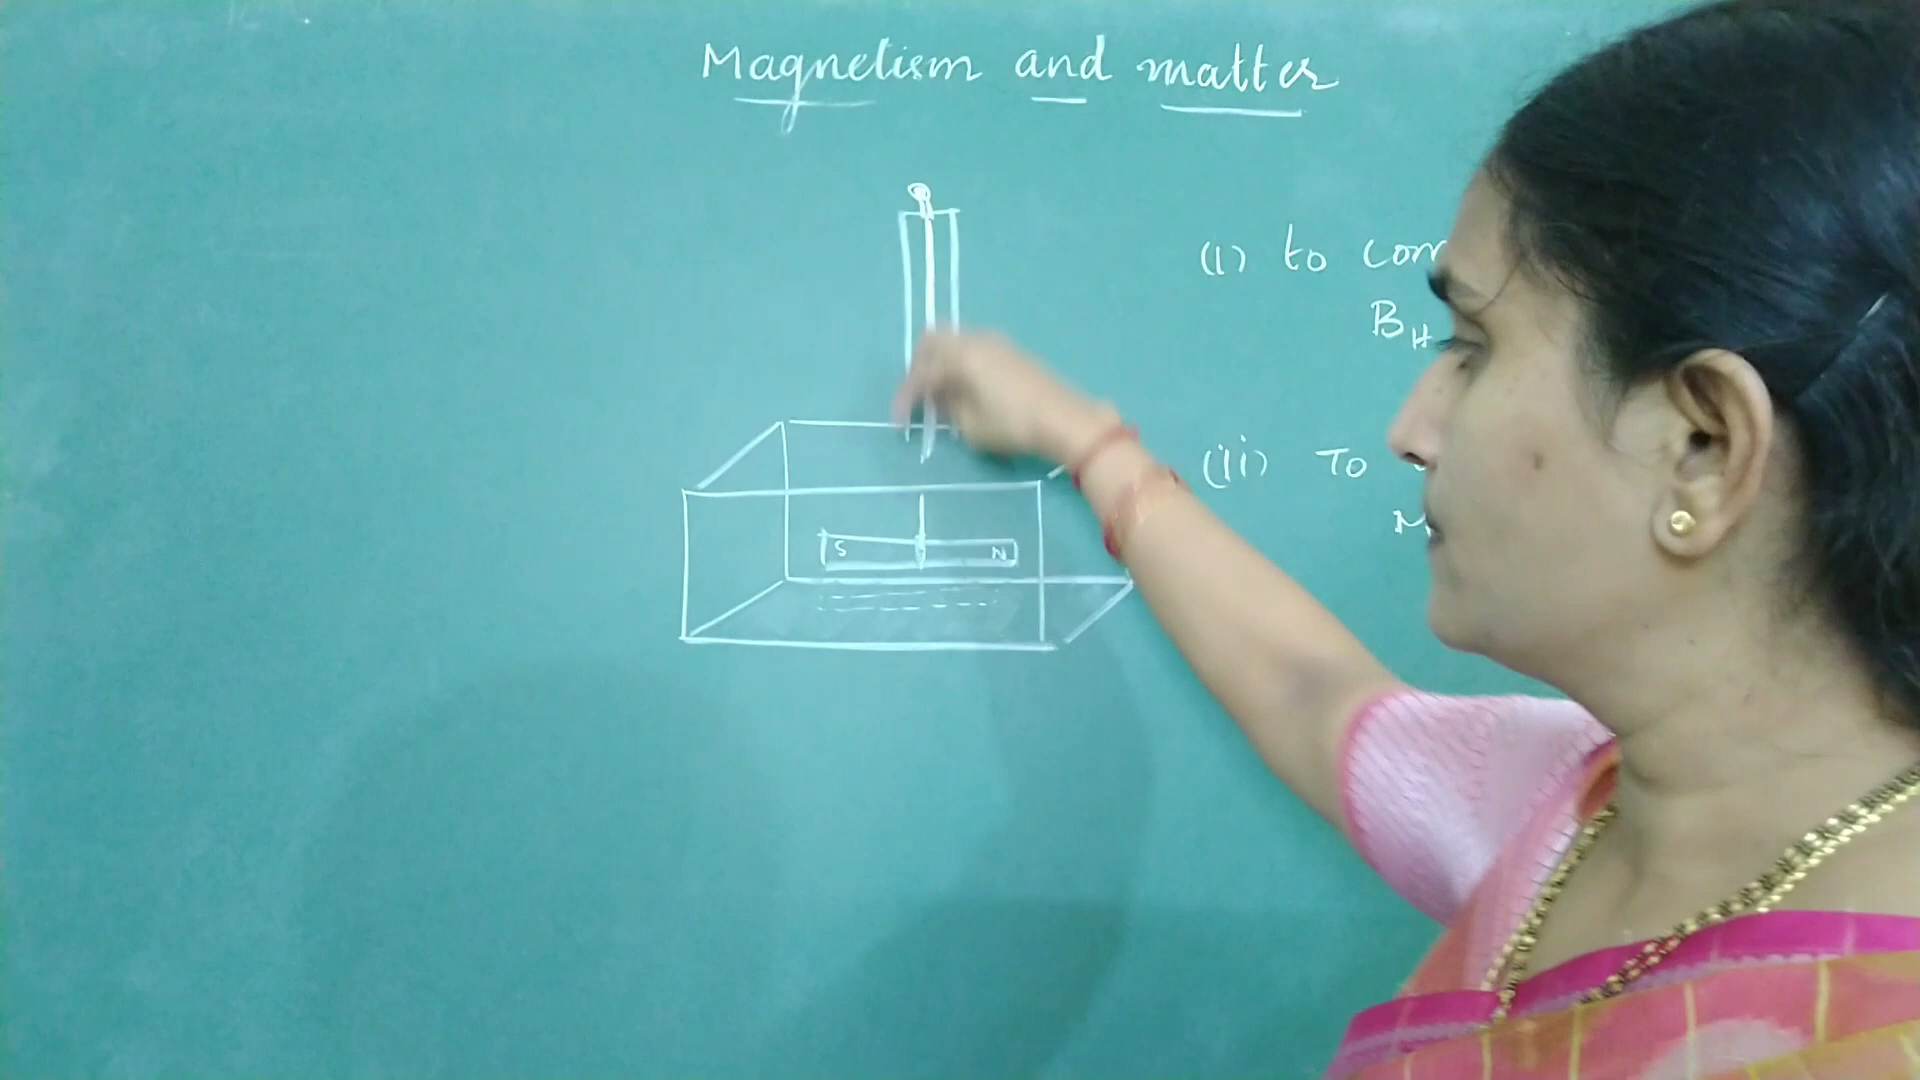 Magnetism and matter
(i) to com
BH
S N
(ii) To
M